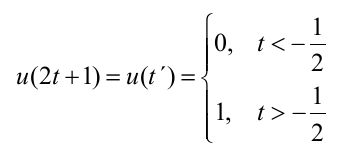 u(2t+1) = u(t´) = { 0, t < -1/2
1, t > -1/2